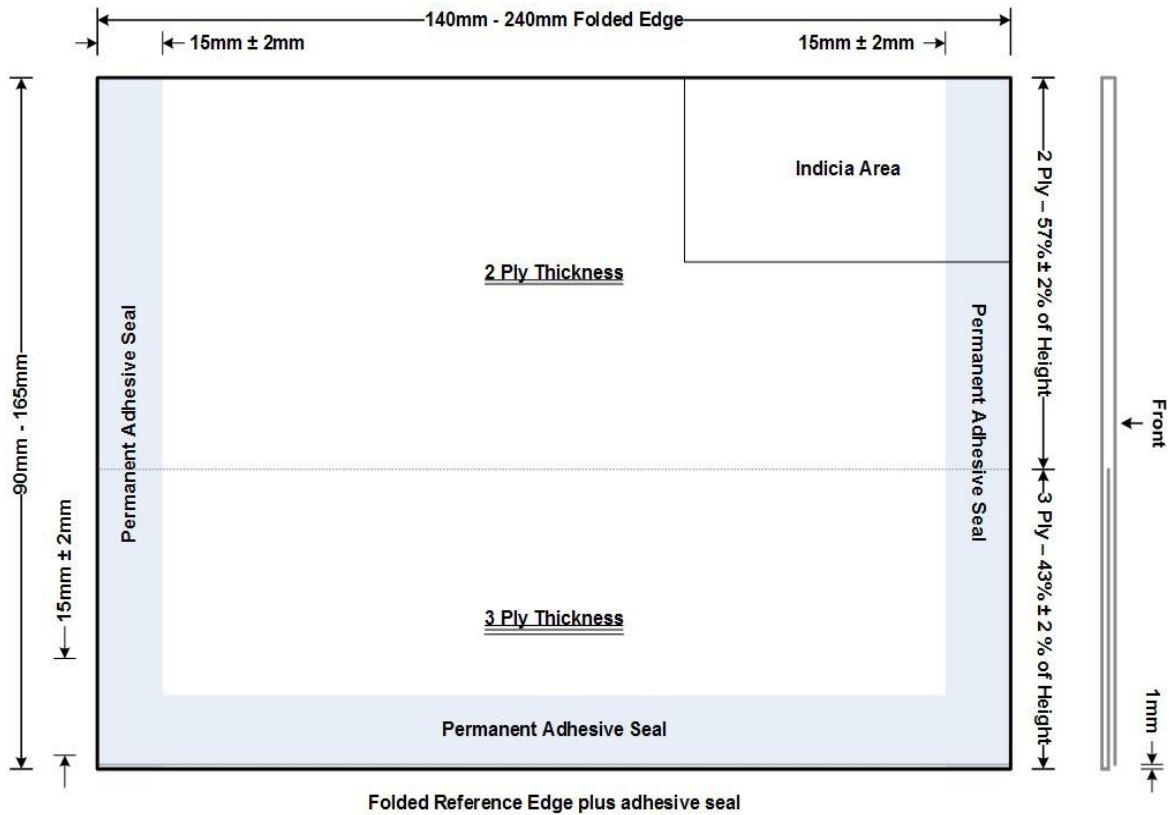 140mm - 240mm Folded Edge
15mm ± 2mm
15mm ± 2mm
Indicia Area
2 Ply Thickness
Permanent Adhesive Seal
Permanent Adhesive Seal
2 Ply – 57% ± 2% of Height
Front
90mm - 165mm
15mm ± 2mm
3 Ply Thickness
3 Ply – 43% ± 2 % of Height
1mm
Permanent Adhesive Seal
Folded Reference Edge plus adhesive seal